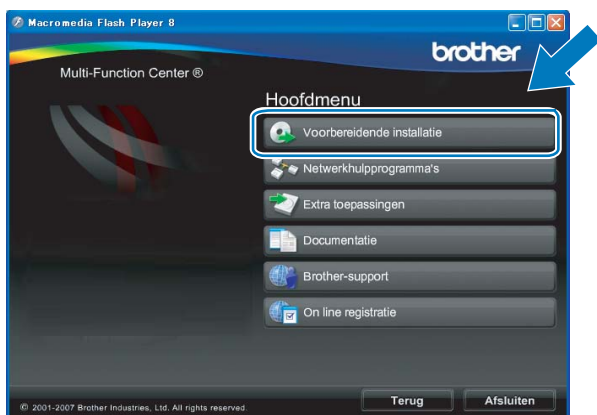 Macromedia Flash Player 8
brother
Multi-Function Center ®
Hoofdmenu
Voorbereidende installatie
Netwerkhulpprogramma's
Extra toepassingen
Documentatie
Brother-support
On line registratie
Terug
Afsluiten
© 2001-2007 Brother Industries, Ltd. All rights reserved.